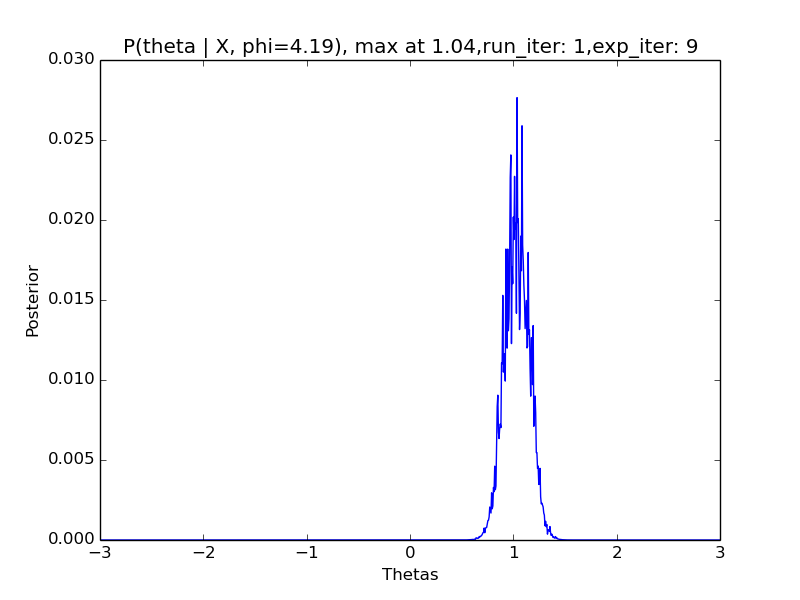 P(theta | X, phi=4.19), max at 1.04,run_iter: 1,exp_iter: 9
0.030
0.025
0.020
0.015
0.010
0.005
0.000
Posterior
−3 −2 −1 0 1 2 3
Thetas